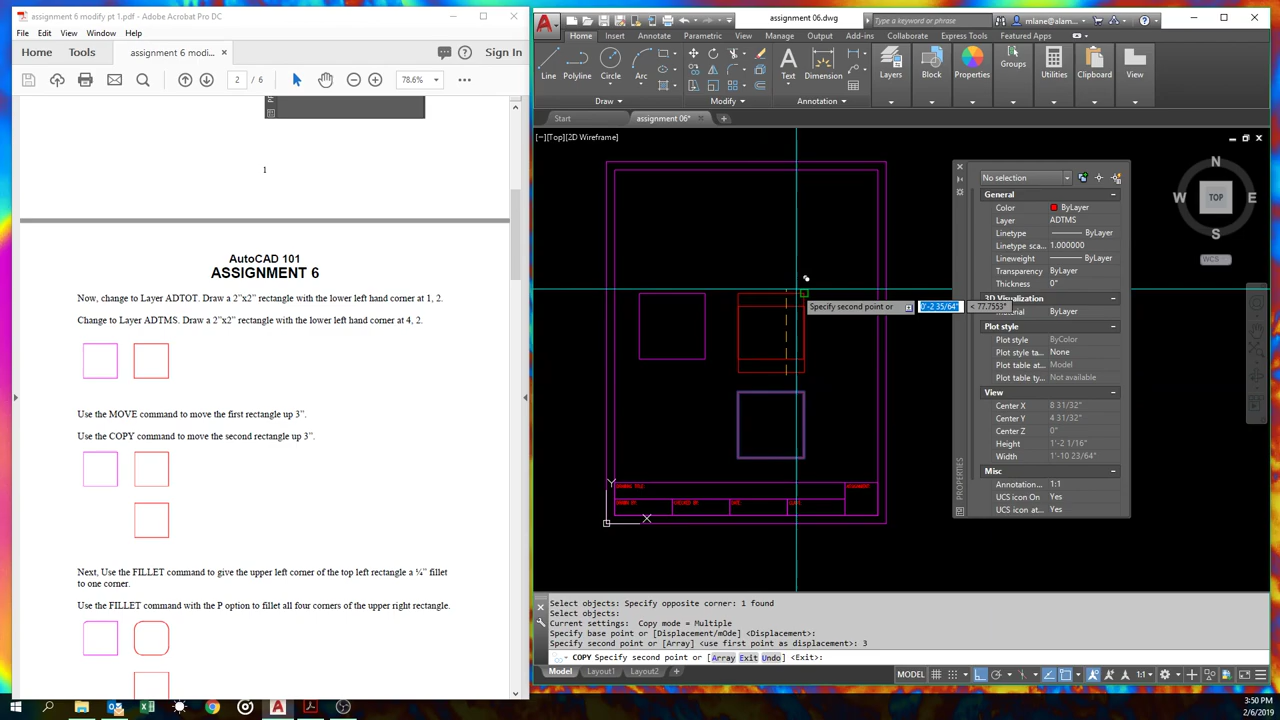 assignment 6 modify pt 1.pdf - Adobe Acrobat Pro DC
File Edit View Window Help
Home Tools assignment 6 modi... × Sign In
2 / 6 78.6%
1
AutoCAD 101
ASSIGNMENT 6
Now, change to Layer ADTOT. Draw a 2”x2” rectangle with the lower left hand corner at 1, 2.
Change to Layer ADTMS. Draw a 2”x2” rectangle with the lower left hand corner at 4, 2.
Use the MOVE command to move the first rectangle up 3”.
Use the COPY command to move the second rectangle up 3”.
Next, Use the FILLET command to give the upper left corner of the top left rectangle a ¼” fillet
to one corner.
Use the FILLET command with the P option to fillet all four corners of the upper right rectangle.
assignment 06.dwg
Type a keyword or phrase
mlane@alam...
Home Insert Annotate Parametric View Manage Output Add-ins Collaborate Express Tools Featured Apps
Line Polyline Circle Arc Text Dimension Layers Block Properties Groups Utilities Clipboard View
Draw Modify Annotation
Start assignment 06*
[−][Top][2D Wireframe]
N
W TOP E
S
WCS
Specify second point or 0'-2 35/64" < 77.7553°
Y
X
No selection
General
Color ByLayer
Layer ADTMS
Linetype ByLayer
Linetype sca... 1.000000
Lineweight ByLayer
Transparency ByLayer
Thickness 0"
3D Visualization
Material ByLayer
Plot style
Plot style ByColor
Plot style ta... None
Plot table at... Model
Plot table ty... Not available
View
Center X 8 31/32"
Center Y 4 31/32"
Center Z 0"
Height 1'-2 1/16"
Width 1'-10 23/64"
Misc
Annotation... 1:1
UCS icon On Yes
UCS icon at... Yes
PROPERTIES
Select objects: Specify opposite corner: 1 found
Select objects:
Current settings:  Copy mode = Multiple
Specify base point or [Displacement/mOde] <Displacement>:
Specify second point or [Array] <use first point as displacement>: 3
COPY Specify second point or [Array Exit Undo] <Exit>:
Model Layout1 Layout2 +
MODEL 1:1
3:50 PM
2/6/2019